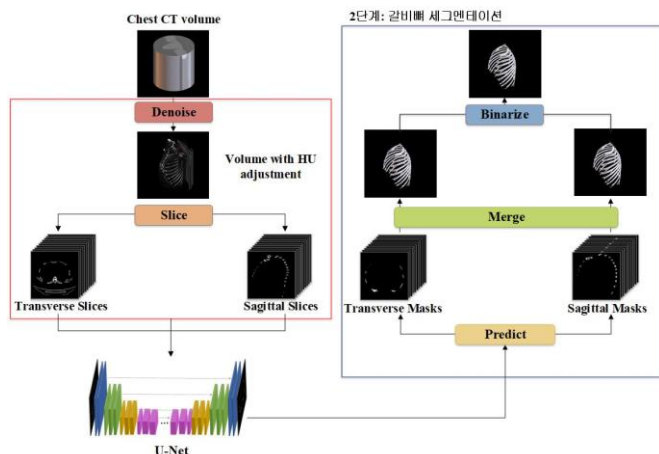 Chest CT volume
Denoise
Volume with HU
adjustment
Slice
Transverse Slices
Sagittal Slices
U-Net
2단계: 갈비뼈 세그멘테이션
Binarize
Merge
Transverse Masks
Sagittal Masks
Predict